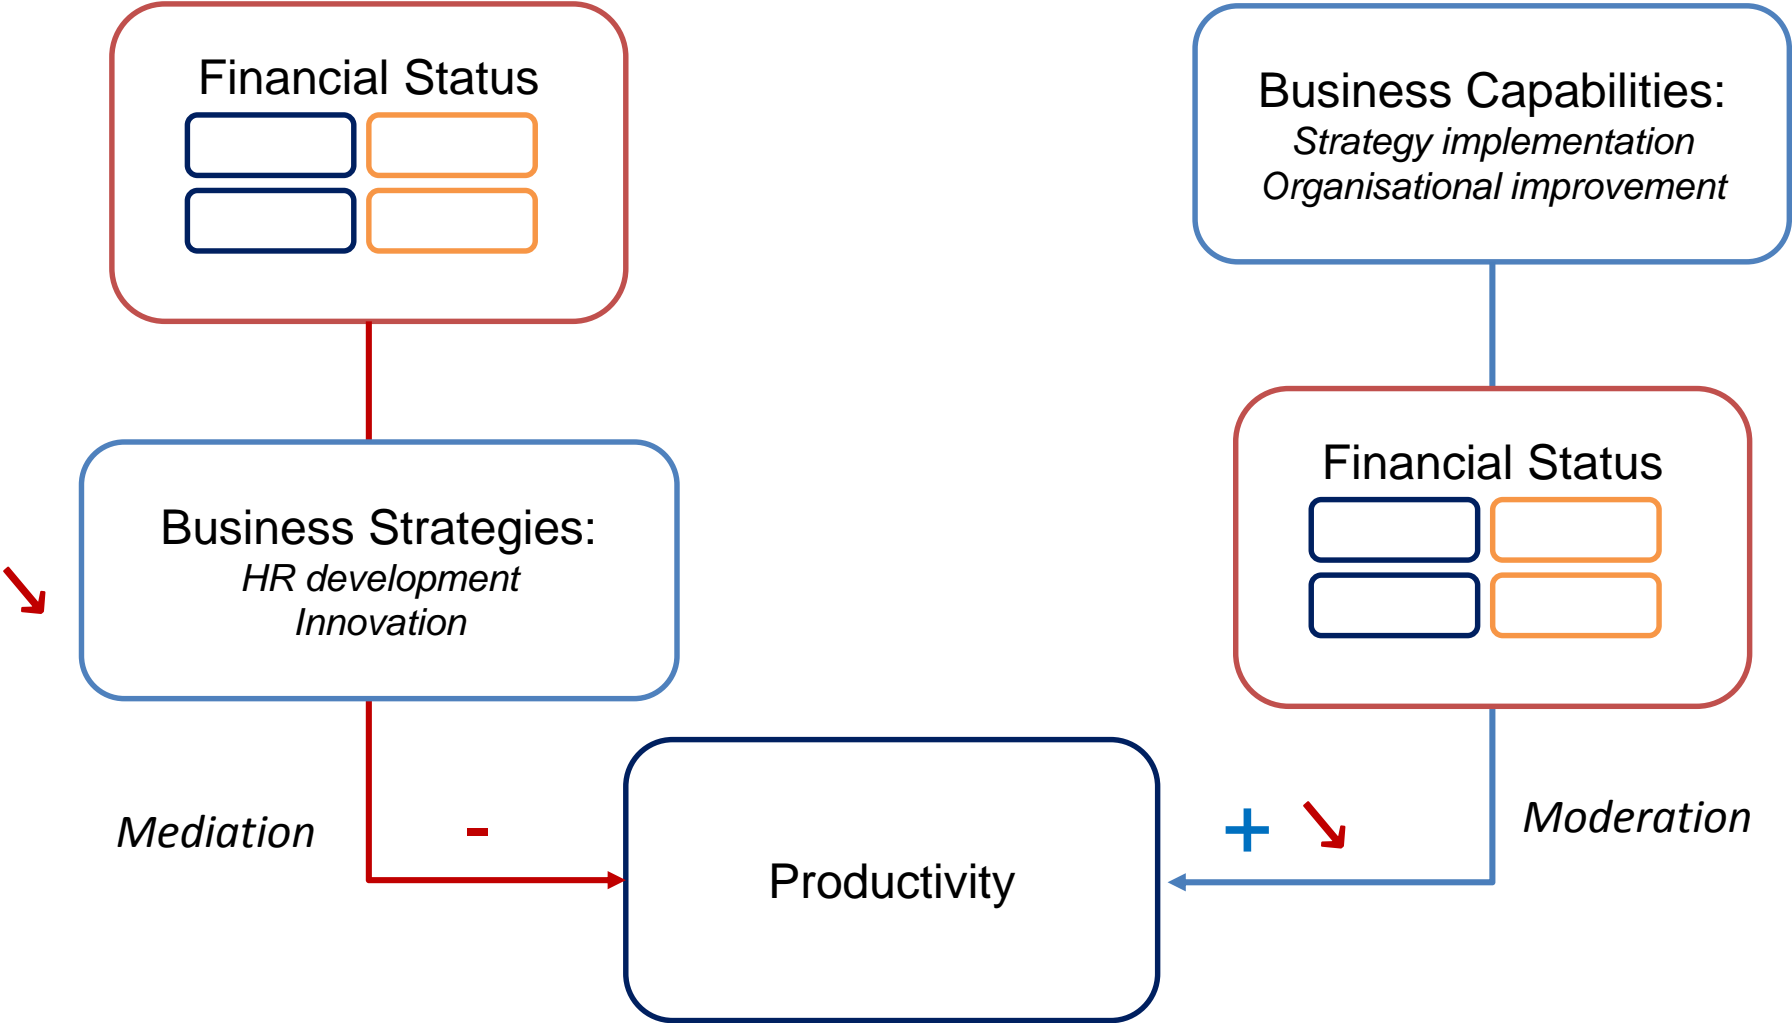 Financial Status
Business Capabilities:
Strategy implementation
Organisational improvement
Business Strategies:
HR development
Innovation
Financial Status
Mediation
-
+
Moderation
Productivity